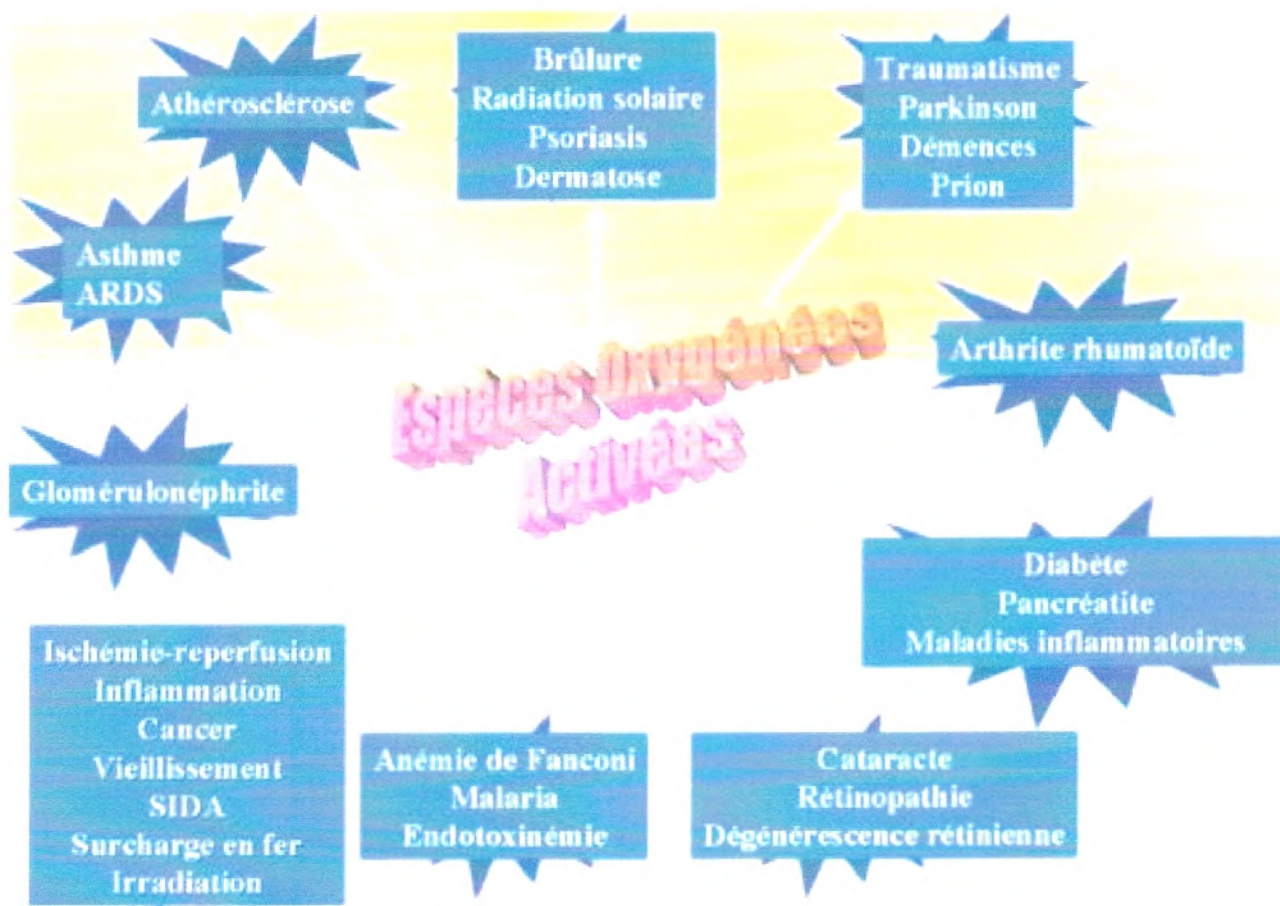 Athérosclérose
Brûlure
Radiation solaire
Psoriasis
Dermatose
Traumatisme
Parkinson
Démences
Prion
Asthme
ARDS
Espèces Oxygénées
Activées
Arthrite rhumatoïde
Glomérulonéphrite
Diabète
Pancréatite
Maladies inflammatoires
Ischémie-reperfusion
Inflammation
Cancer
Vieillissement
SIDA
Surcharge en fer
Irradiation
Anémie de Fanconi
Malaria
Endotoxinémie
Cataracte
Rétinopathie
Dégénérescence rétinienne